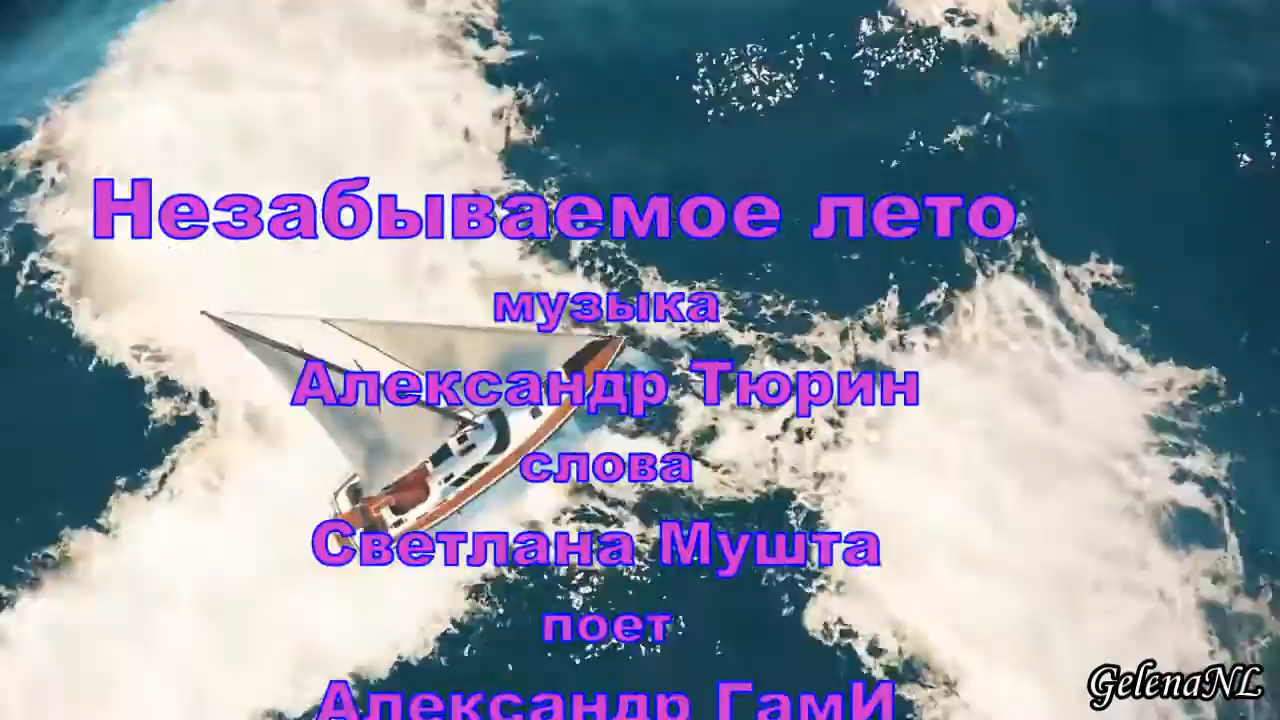 Незабываемое лето
музыка
Александр Тюрин
слова
Светлана Мушта
поет
Александр ГамИ
GelenaNL